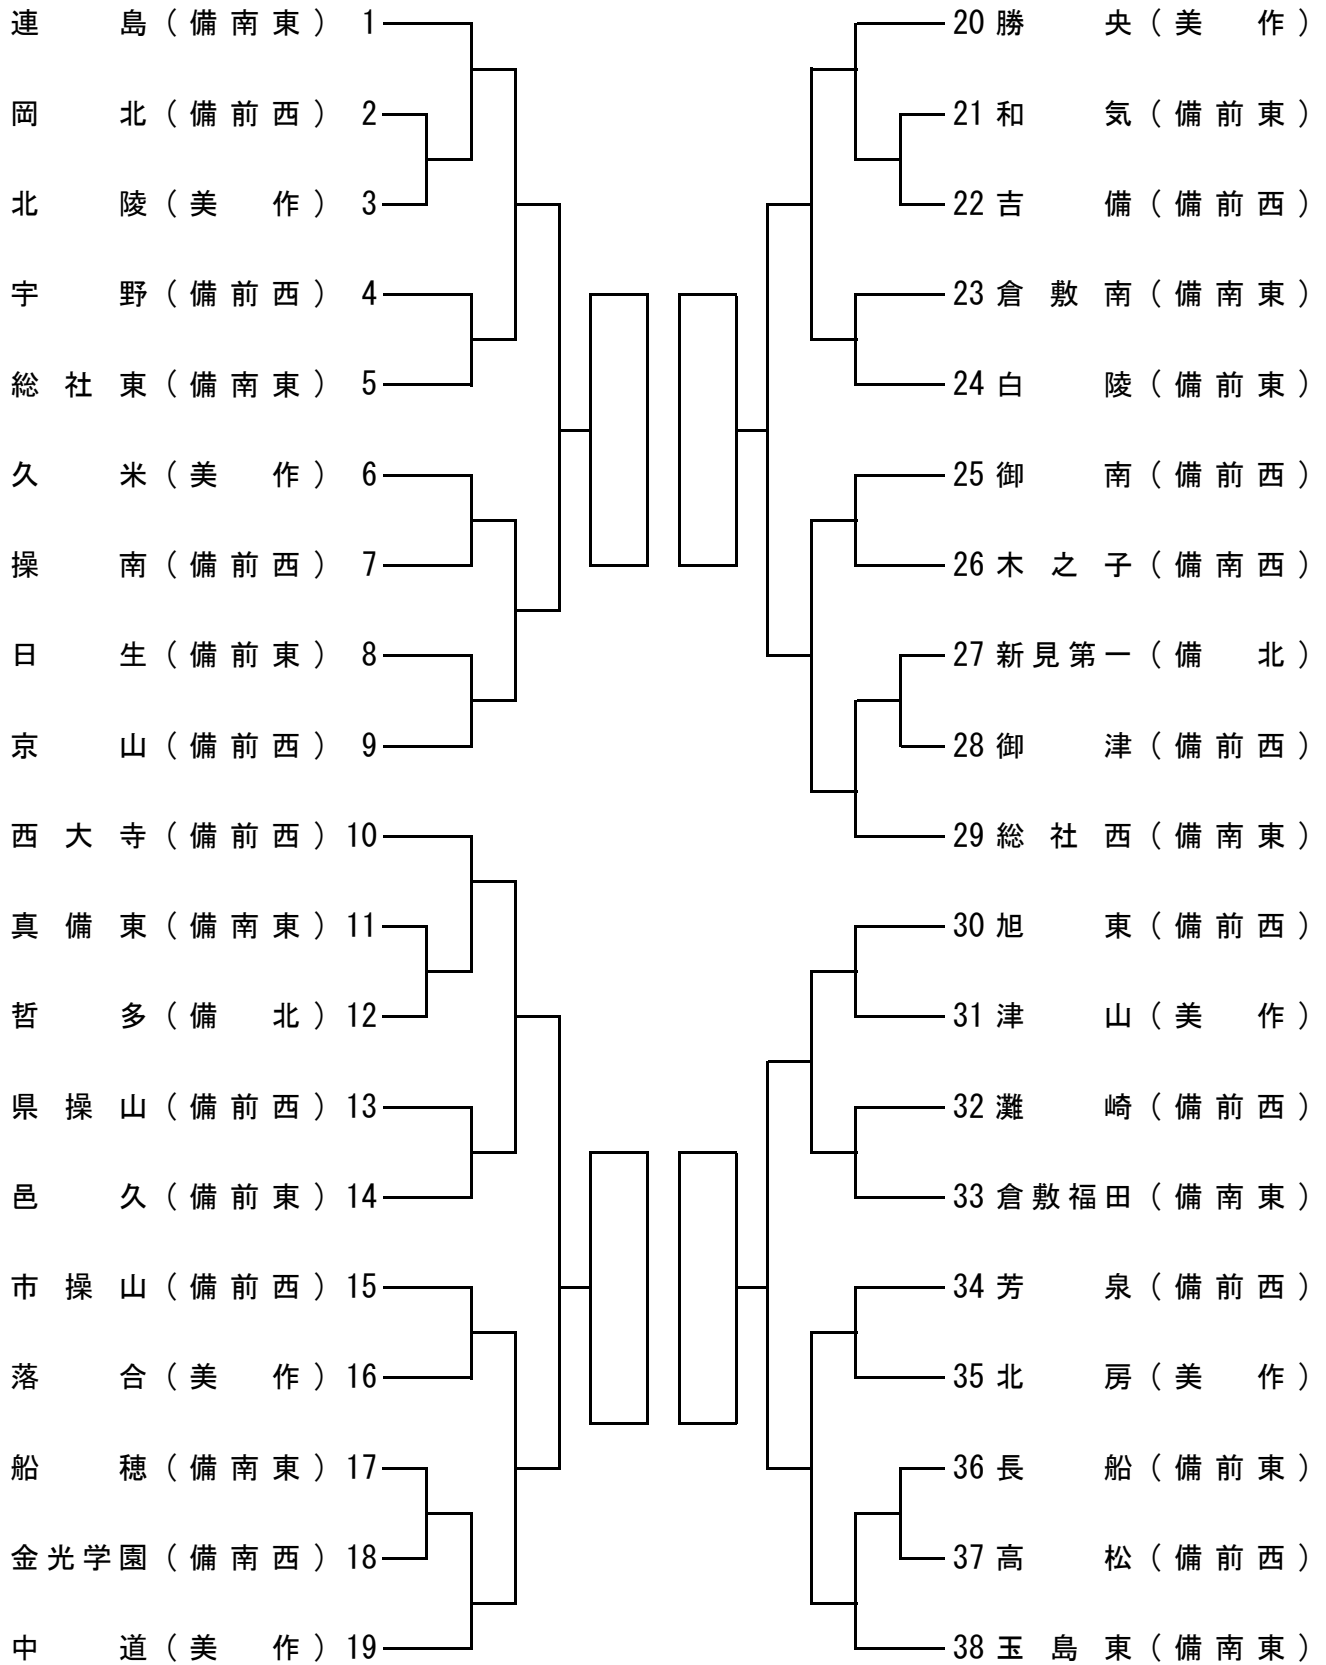 連島（備南東） 1
岡北（備前西） 2
北陵（美作） 3
宇野（備前西） 4
総社東（備南東） 5
久米（美作） 6
操南（備前西） 7
日生（備前東） 8
京山（備前西） 9
西大寺（備前西） 10
真備東（備南東） 11
哲多（備北） 12
県操山（備前西） 13
邑久（備前東） 14
市操山（備前西） 15
落合（美作） 16
船穂（備南東） 17
金光学園（備南西） 18
中道（美作） 19
20 勝央（美作）
21 和気（備前東）
22 吉備（備前西）
23 倉敷南（備南東）
24 白陵（備前東）
25 御南（備前西）
26 木之子（備南西）
27 新見第一（備北）
28 御津（備前西）
29 総社西（備南東）
30 旭東（備前西）
31 津山（美作）
32 灘崎（備前西）
33 倉敷福田（備南東）
34 芳泉（備前西）
35 北房（美作）
36 長船（備前東）
37 高松（備前西）
38 玉島東（備南東）